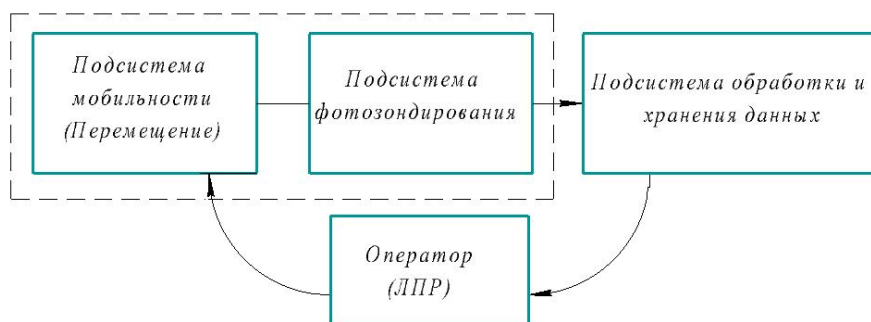 Подсистема
мобильности
(Перемещение)
Подсистема
фотозондирования
Подсистема обработки и
хранения данных
Оператор
(ЛПР)